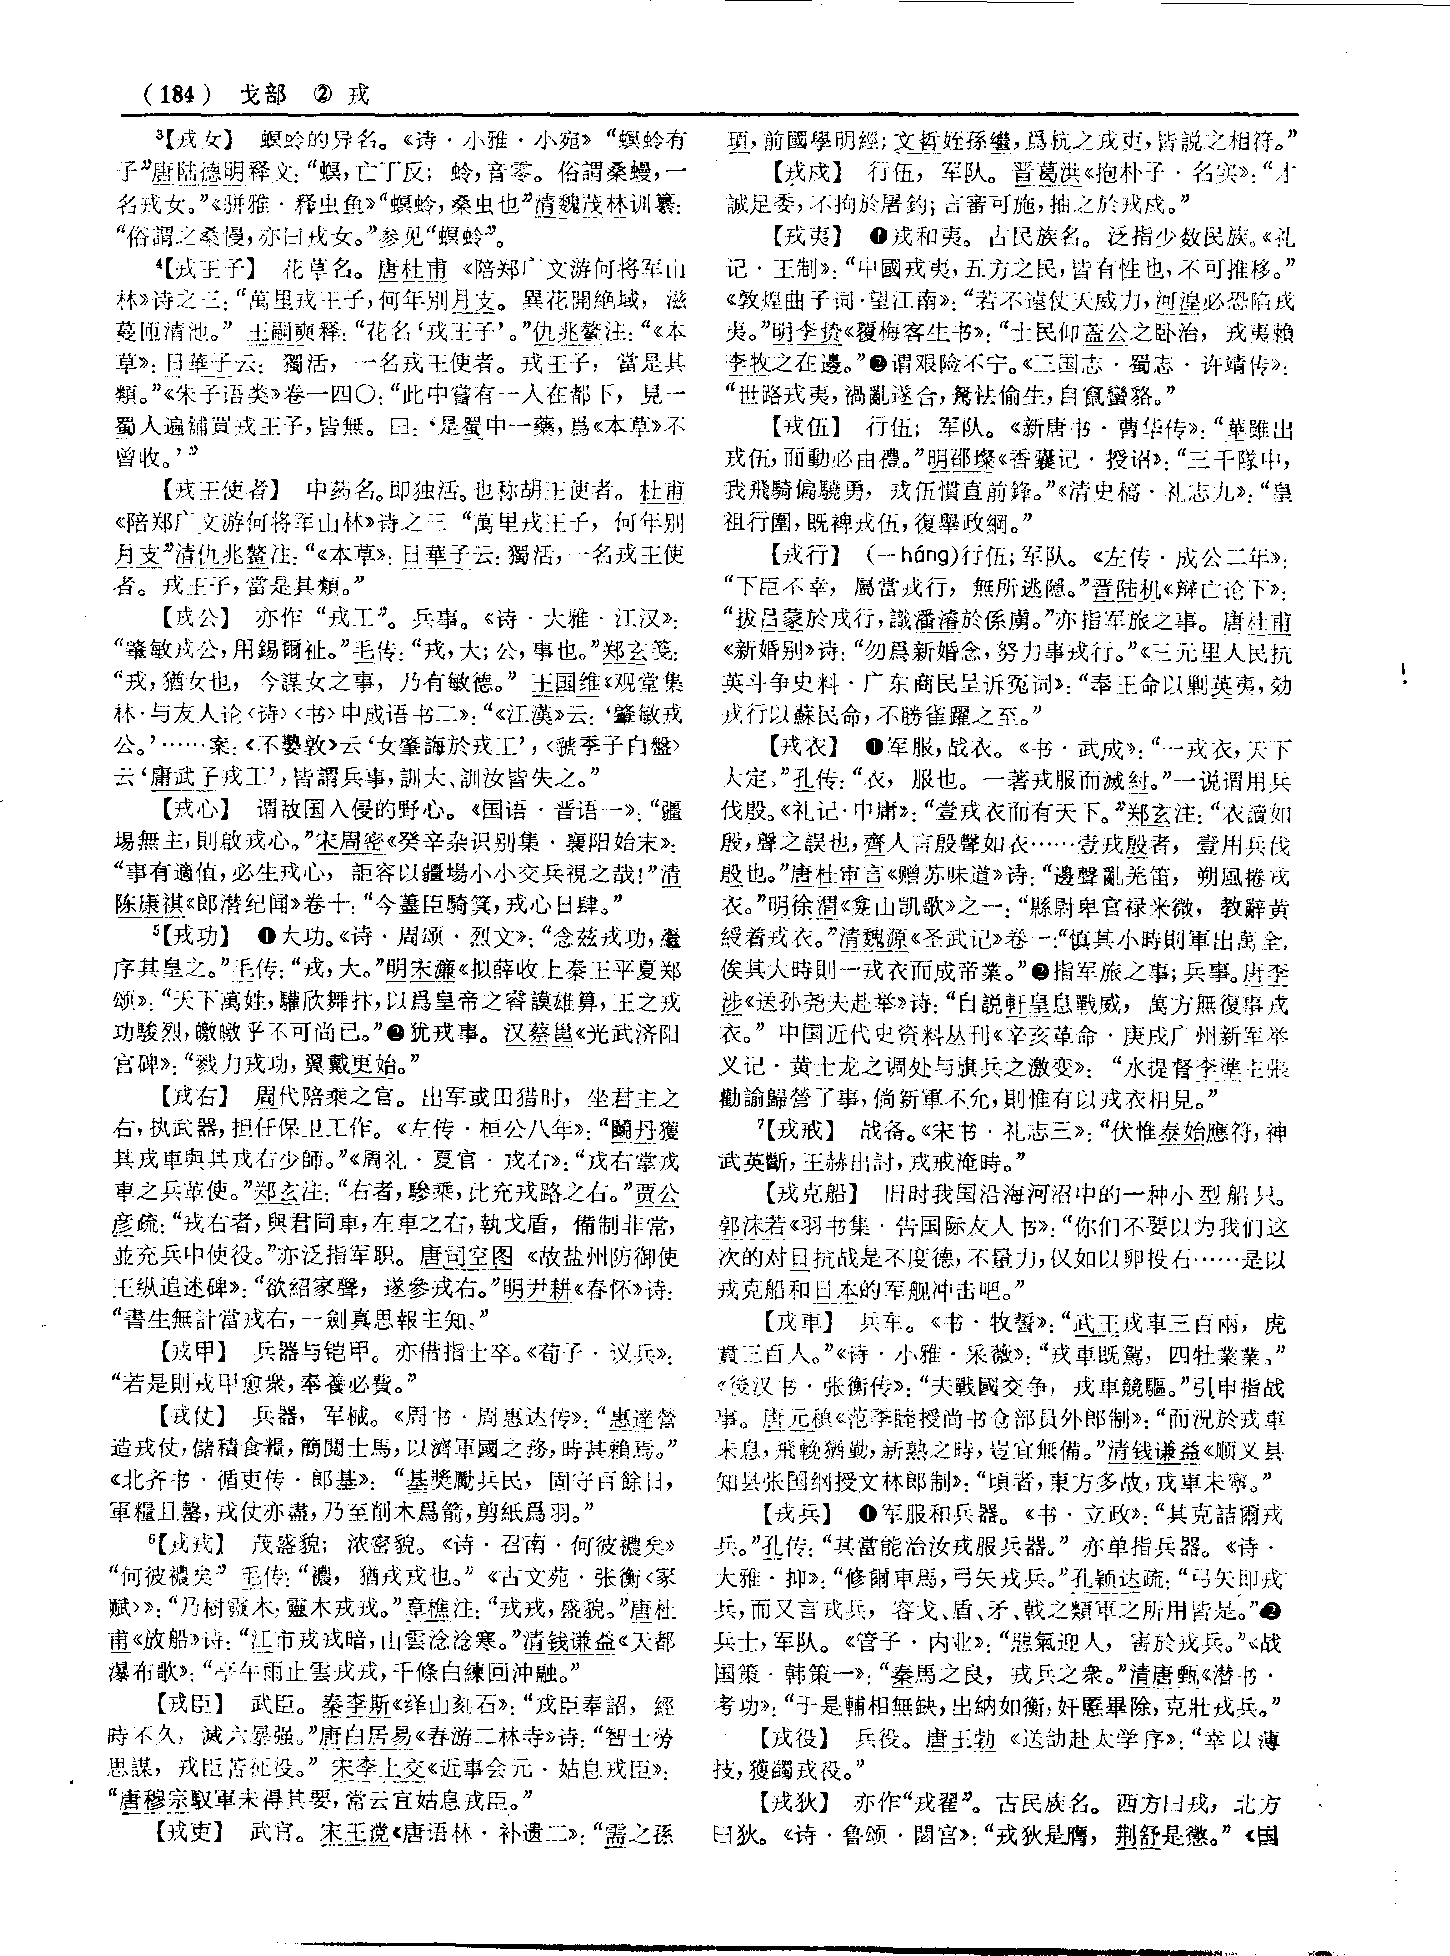 （184）　戈部　②　戎
³【戎女】　螟蛉的异名。《诗·小雅·小宛》“螟蛉有
子”唐陆德明释文：“螟，亡丁反；蛉，音零。俗謂桑蟃，一
名戎女。”《骈雅·释虫鱼》“螟蛉，桑虫也”清魏茂林训纂：
“俗謂之桑慢，亦曰戎女。”参见“螟蛉”。
⁴【戎王子】　花草名。唐杜甫《陪郑广文游何将军山
林》诗之三：“萬里戎王子，何年别月支。異花開絶域，滋
蔓匝清池。”王嗣奭释：“花名‘戎王子’。”仇兆鳌注：“《本
草》：日華子云：獨活，一名戎王使者。戎王子，當是其
類。”《朱子语类》卷一四〇：“此中嘗有一人在都下，見一
蜀人遍鋪買戎王子，皆無。曰：‘是蜀中一藥，爲《本草》不
曾收。’”
【戎王使者】　中药名。即独活。也称胡王使者。杜甫
《陪郑广文游何将军山林》诗之三“萬里戎王子，何年别
月支”清仇兆鳌注：“《本草》：日華子云：獨活，一名戎王使
者。戎王子，當是其類。”
【戎公】　亦作“戎工”。兵事。《诗·大雅·江汉》：
“肇敏戎公，用錫爾祉。”毛传：“戎，大；公，事也。”郑玄笺：
“戎，猶女也，今謀女之事，乃有敏德。”王国维《观堂集
林·与友人论〈诗〉〈书〉中成语书二》：“《江漢》云：‘肇敏戎
公。’……案：《不𡢁敦》云‘女肇誨於戎工’，《虢季子白盤》
云‘庸武于戎工’，皆謂兵事，訓大、訓汝皆失之。”
【戎心】　谓敌国入侵的野心。《国语·晋语一》：“疆
埸無主，則啟戎心。”宋周密《癸辛杂识别集·襄阳始末》：
“事有適值，必生戎心，詎容以疆埸小小交兵視之哉！”清
陈康祺《郎潜纪闻》卷十：“今藎臣騎箕，戎心日肆。”
⁵【戎功】　❶大功。《诗·周颂·烈文》：“念兹戎功，繼
序其皇之。”毛传：“戎，大。”明宋濂《拟薛收上秦王平夏郑
颂》：“天下萬姓，驩欣舞抃，以爲皇帝之睿謨雄算，王之戎
功駿烈，皦皦乎不可尚已。”❷犹戎事。汉蔡邕《光武济阳
宫碑》：“戮力戎功，翼戴更始。”
【戎右】　周代陪乘之官。出军或田猎时，坐君主之
右，执武器，担任保卫工作。《左传·桓公八年》：“鬬丹獲
其戎車與其戎右少師。”《周礼·夏官·戎右》：“戎右掌戎
車之兵革使。”郑玄注：“右者，驂乘，此充戎路之右。”贾公
彦疏：“戎右者，與君同車，在車之右，執戈盾，備制非常，
並充兵中使役。”亦泛指军职。唐司空图《故盐州防御使
王纵追述碑》：“欲紹家聲，遂參戎右。”明尹耕《春怀》诗：
“書生無計當戎右，一劍真思報主知。”
【戎甲】　兵器与铠甲。亦借指士卒。《荀子·议兵》：
“若是則戎甲愈衆，奉養必費。”
【戎仗】　兵器，军械。《周书·周惠达传》：“惠達營
造戎仗，儲積食糧，簡閲士馬，以濟軍國之務，時甚賴焉。”
《北齐书·循吏传·郎基》：“基奬勵兵民，固守百餘日，
軍糧且罄，戎仗亦盡，乃至削木爲箭，剪紙爲羽。”
⁶【戎戎】　茂盛貌；浓密貌。《诗·召南·何彼襛矣》
“何彼襛矣”毛传：“襛，猶戎戎也。”《古文苑·张衡〈冢
赋〉》：“乃树靈木，靈木戎戎。”章樵注：“戎戎，盛貌。”唐杜
甫《放船》诗：“江市戎戎暗，山雲淰淰寒。”清钱谦益《天都
瀑布歌》：“亭午雨止雲戎戎，千條白練回沖融。”
【戎臣】　武臣。秦李斯《绎山刻石》：“戎臣奉詔，經
時不久，滅六暴强。”唐白居易《春游二林寺》诗：“智士勞
思謀，戎臣苦征役。”宋李上交《近事会元·姑息戎臣》：
“唐穆宗馭軍未得其要，常云宜姑息戎臣。”
【戎吏】　武官。宋王谠《唐语林·补遗二》：“需之孫
頊，前國學明經；文哲姪孫繼，爲杭之戎吏，皆説之相符。”
【戎戍】　行伍，军队。晋葛洪《抱朴子·名实》：“才
誠足委，不拘於屠釣；言審可施，抽之於戎戍。”
【戎夷】　❶戎和夷。古民族名。泛指少数民族。《礼
记·王制》：“中國戎夷，五方之民，皆有性也，不可推移。”
《敦煌曲子词·望江南》：“若不遠仗天威力，河湟必恐陷戎
夷。”明李贽《覆梅客生书》：“士民仰蓋公之卧治，戎夷賴
李牧之在邊。”❷谓艰险不宁。《三国志·蜀志·许靖传》：
“世路戎夷，禍亂遂合，駑怯偷生，自竄蠻貉。”
【戎伍】　行伍；军队。《新唐书·曹华传》：“華雖出
戎伍，而動必由禮。”明邵璨《香囊记·授诏》：“三千隊中，
我飛騎偏驍勇，戎伍慣直前鋒。”《清史稿·礼志九》：“皇
祖行圍，既裨戎伍，復舉政綱。”
【戎行】　（—háng）行伍；军队。《左传·成公二年》：
“下臣不幸，屬當戎行，無所逃隱。”晋陆机《辩亡论下》：
“拔吕蒙於戎行，識潘濬於係虜。”亦指军旅之事。唐杜甫
《新婚别》诗：“勿爲新婚念，努力事戎行。”《三元里人民抗
英斗争史料·广东商民呈诉冤词》：“奉王命以剿英夷，効
戎行以蘇民命，不勝雀躍之至。”
【戎衣】　❶军服，战衣。《书·武成》：“一戎衣，天下
大定。”孔传：“衣，服也。一著戎服而滅紂。”一说谓用兵
伐殷。《礼记·中庸》：“壹戎衣而有天下。”郑玄注：“衣讀如
殷，聲之誤也，齊人言殷聲如衣……壹戎殷者，壹用兵伐
殷也。”唐杜审言《赠苏味道》诗：“邊聲亂羌笛，朔風捲戎
衣。”明徐渭《龛山凯歌》之一：“縣尉卑官禄米微，教辭黄
綬着戎衣。”清魏源《圣武记》卷一：“慎其小時則軍出萬全，
俟其大時則一戎衣而成帝業。”❷指军旅之事；兵事。唐李
涉《送孙尧夫赴举》诗：“自説軒皇息戰威，萬方無復事戎
衣。”中国近代史资料丛刊《辛亥革命·庚戌广州新军举
义记·黄士龙之调处与旗兵之激变》：“水提督李準主張
勸諭歸營了事，倘新軍不允，則惟有以戎衣相見。”
⁷【戎戒】　战备。《宋书·礼志三》：“伏惟泰始應符，神
武英斷，王赫出討，戎戒淹時。”
【戎克船】　旧时我国沿海河沼中的一种小型船只。
郭沫若《羽书集·告国际友人书》：“你们不要以为我们这
次的对日抗战是不度德，不量力，仅如以卵投石……是以
戎克船和日本的军舰冲击吧。”
【戎車】　兵车。《书·牧誓》：“武王戎車三百兩，虎
賁三百人。”《诗·小雅·采薇》：“戎車既駕，四牡業業。”
《後汉书·张衡传》：“夫戰國交争，戎車競驅。”引申指战
事。唐元稹《范季睦授尚书仓部员外郎制》：“而況於戎車
未息，飛輓猶勤，新熟之時，豈宜無備。”清钱谦益《顺义县
知县张国纲授文林郎制》：“頃者，東方多故，戎車未寧。”
【戎兵】　❶军服和兵器。《书·立政》：“其克詰爾戎
兵。”孔传：“其當能治汝戎服兵器。”亦单指兵器。《诗·
大雅·抑》：“修爾車馬，弓矢戎兵。”孔颖达疏：“弓矢即戎
兵，而又言戎兵，容戈、盾、矛、戟之類軍之所用皆是。”❷
兵士，军队。《管子·内业》：“惡氣迎人，害於戎兵。”《战
国策·韩策一》：“秦馬之良，戎兵之衆。”清唐甄《潜书·
考功》：“于是輔相無缺，出納如衡，奸慝畢除，克壯戎兵。”
【戎役】　兵役。唐王勃《送劼赴太学序》：“幸以薄
技，獲蠲戎役。”
【戎狄】　亦作“戎翟”。古民族名。西方曰戎，北方
曰狄。《诗·鲁颂·閟宫》：“戎狄是膺，荆舒是懲。”《国